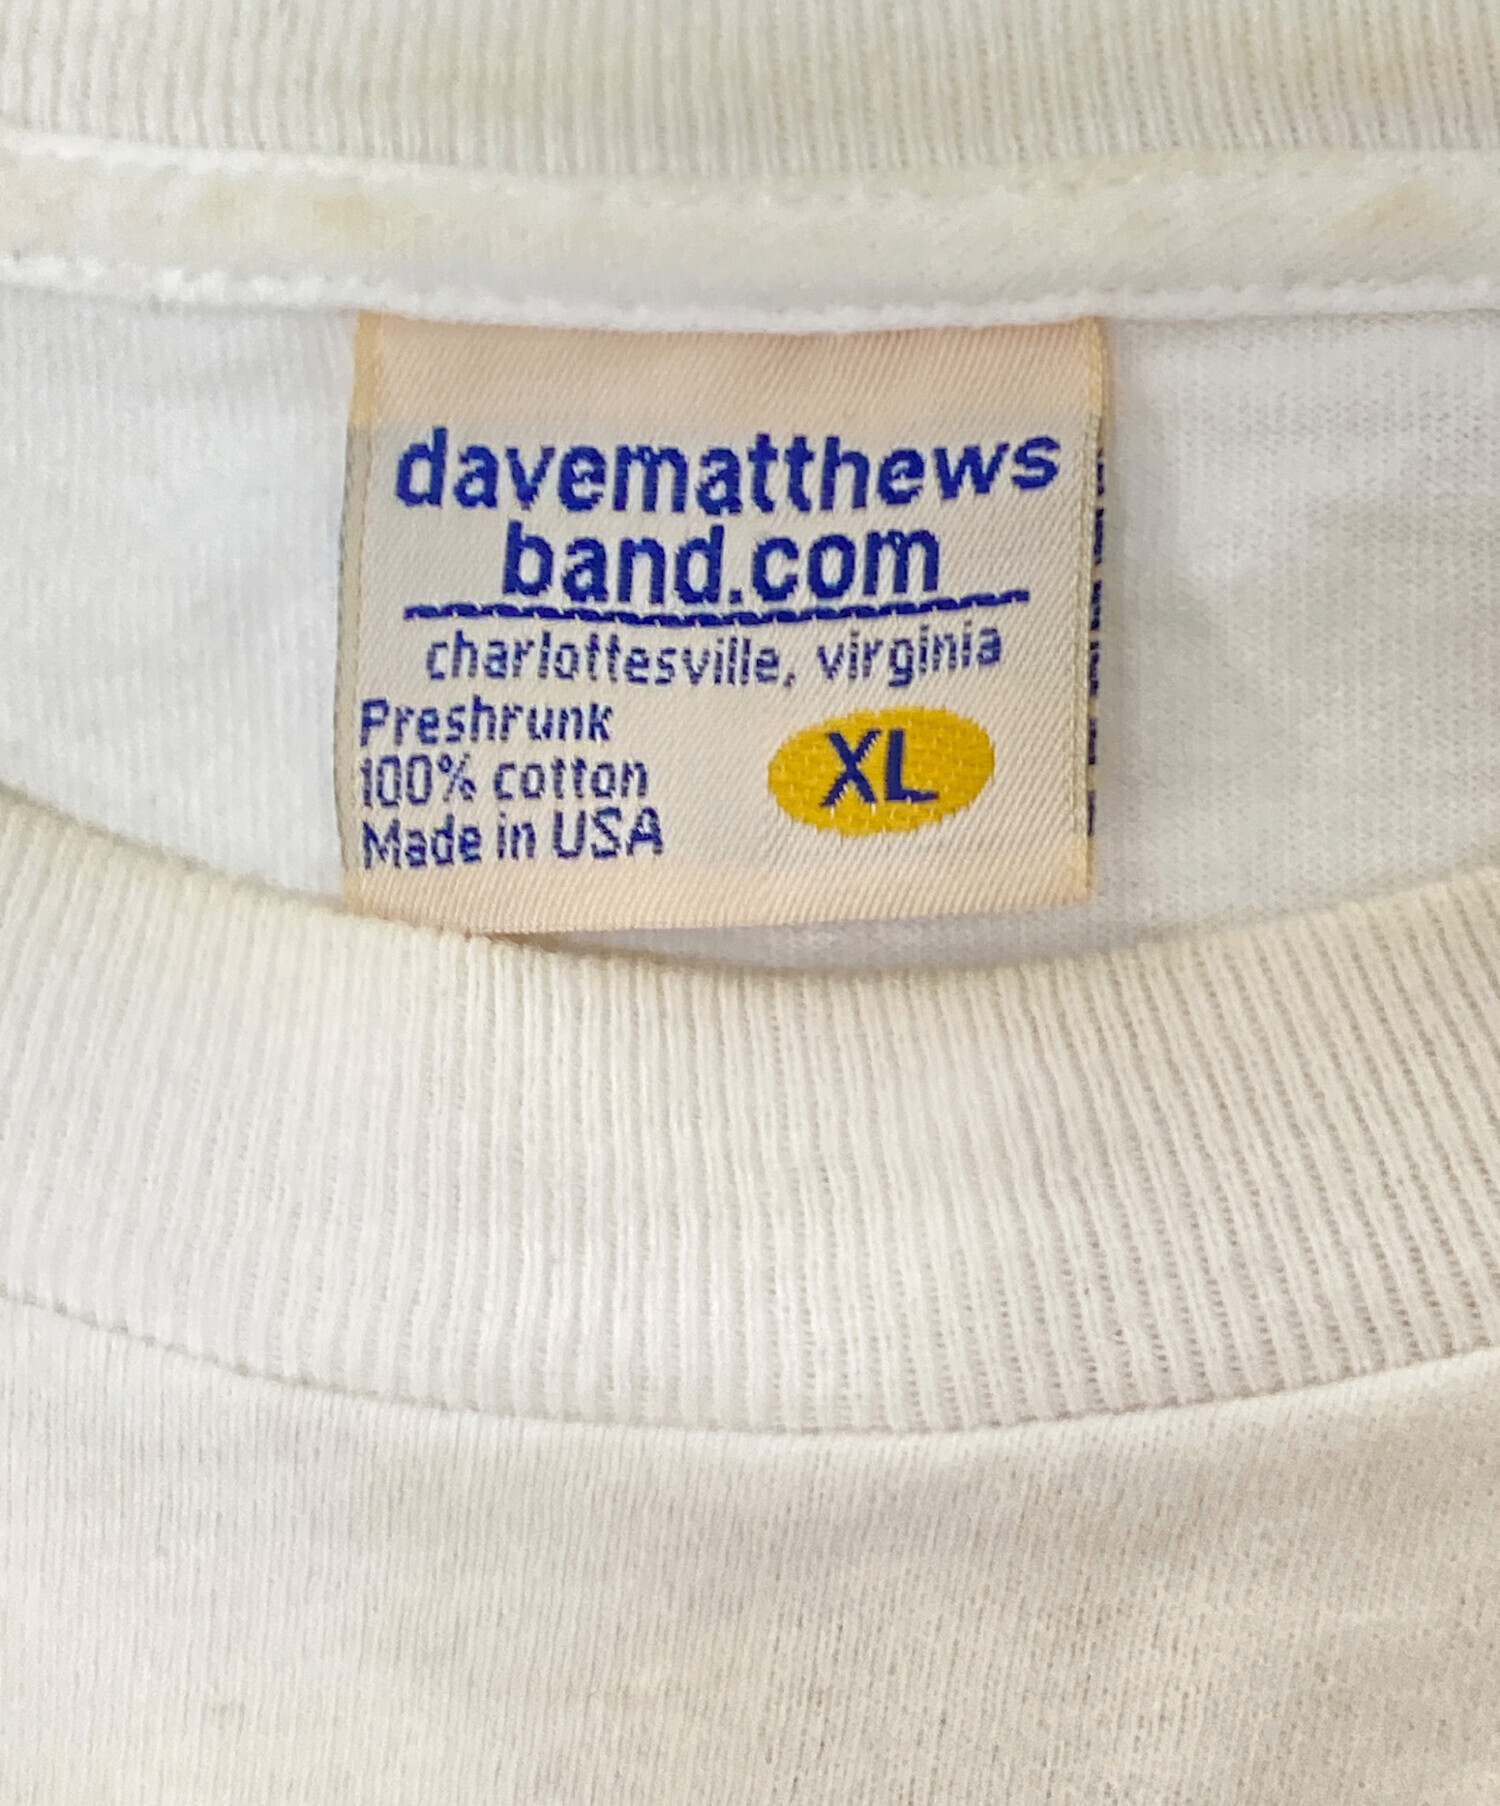 davematthews
band.com
charlottesville, virginia
Preshrunk
100% cotton
Made in USA
XL